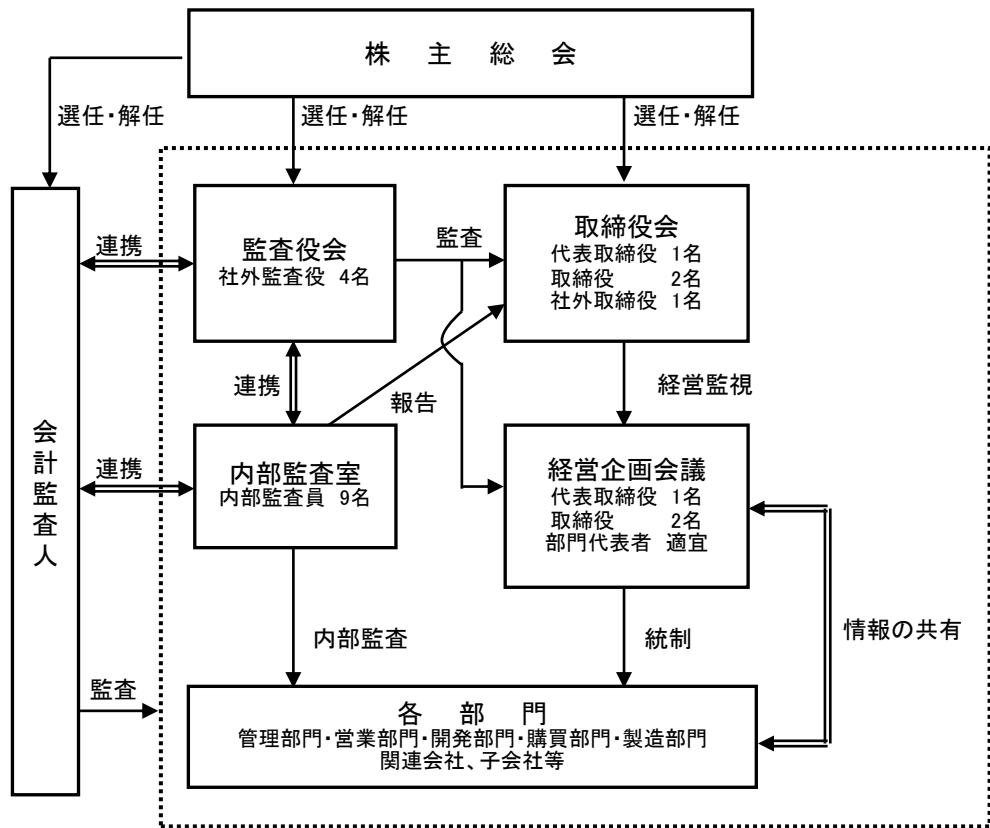 株 主 総 会
選任・解任
選任・解任
選任・解任
監査役会
社外監査役 4名
取締役会
代表取締役 1名
取締役 2名
社外取締役 1名
連携
監査
連携
報告
経営監視
会計監査人
連携
内部監査室
内部監査員 9名
経営企画会議
代表取締役 1名
取締役 2名
部門代表者 適宜
内部監査
統制
情報の共有
監査
各 部 門
管理部門・営業部門・開発部門・購買部門・製造部門
関連会社、子会社等